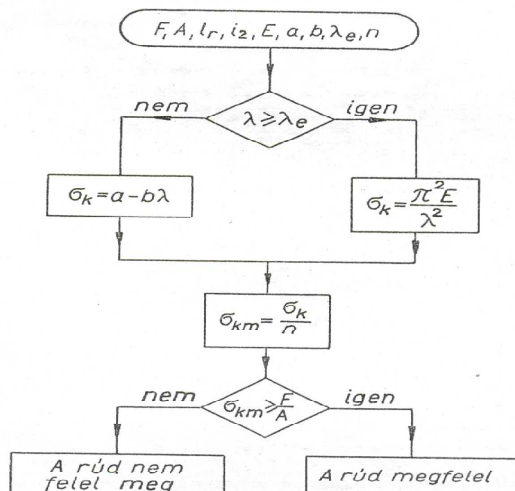 F, A, l_r, i_2, E, a, b, λ_e, n
nem
igen
λ ≥ λ_e
σ_k = a - bλ
σ_k = π²E / λ²
σ_km = σ_k / n
nem
igen
σ_km ≥ F/A
A rúd nem
felel meg
A rúd megfelel